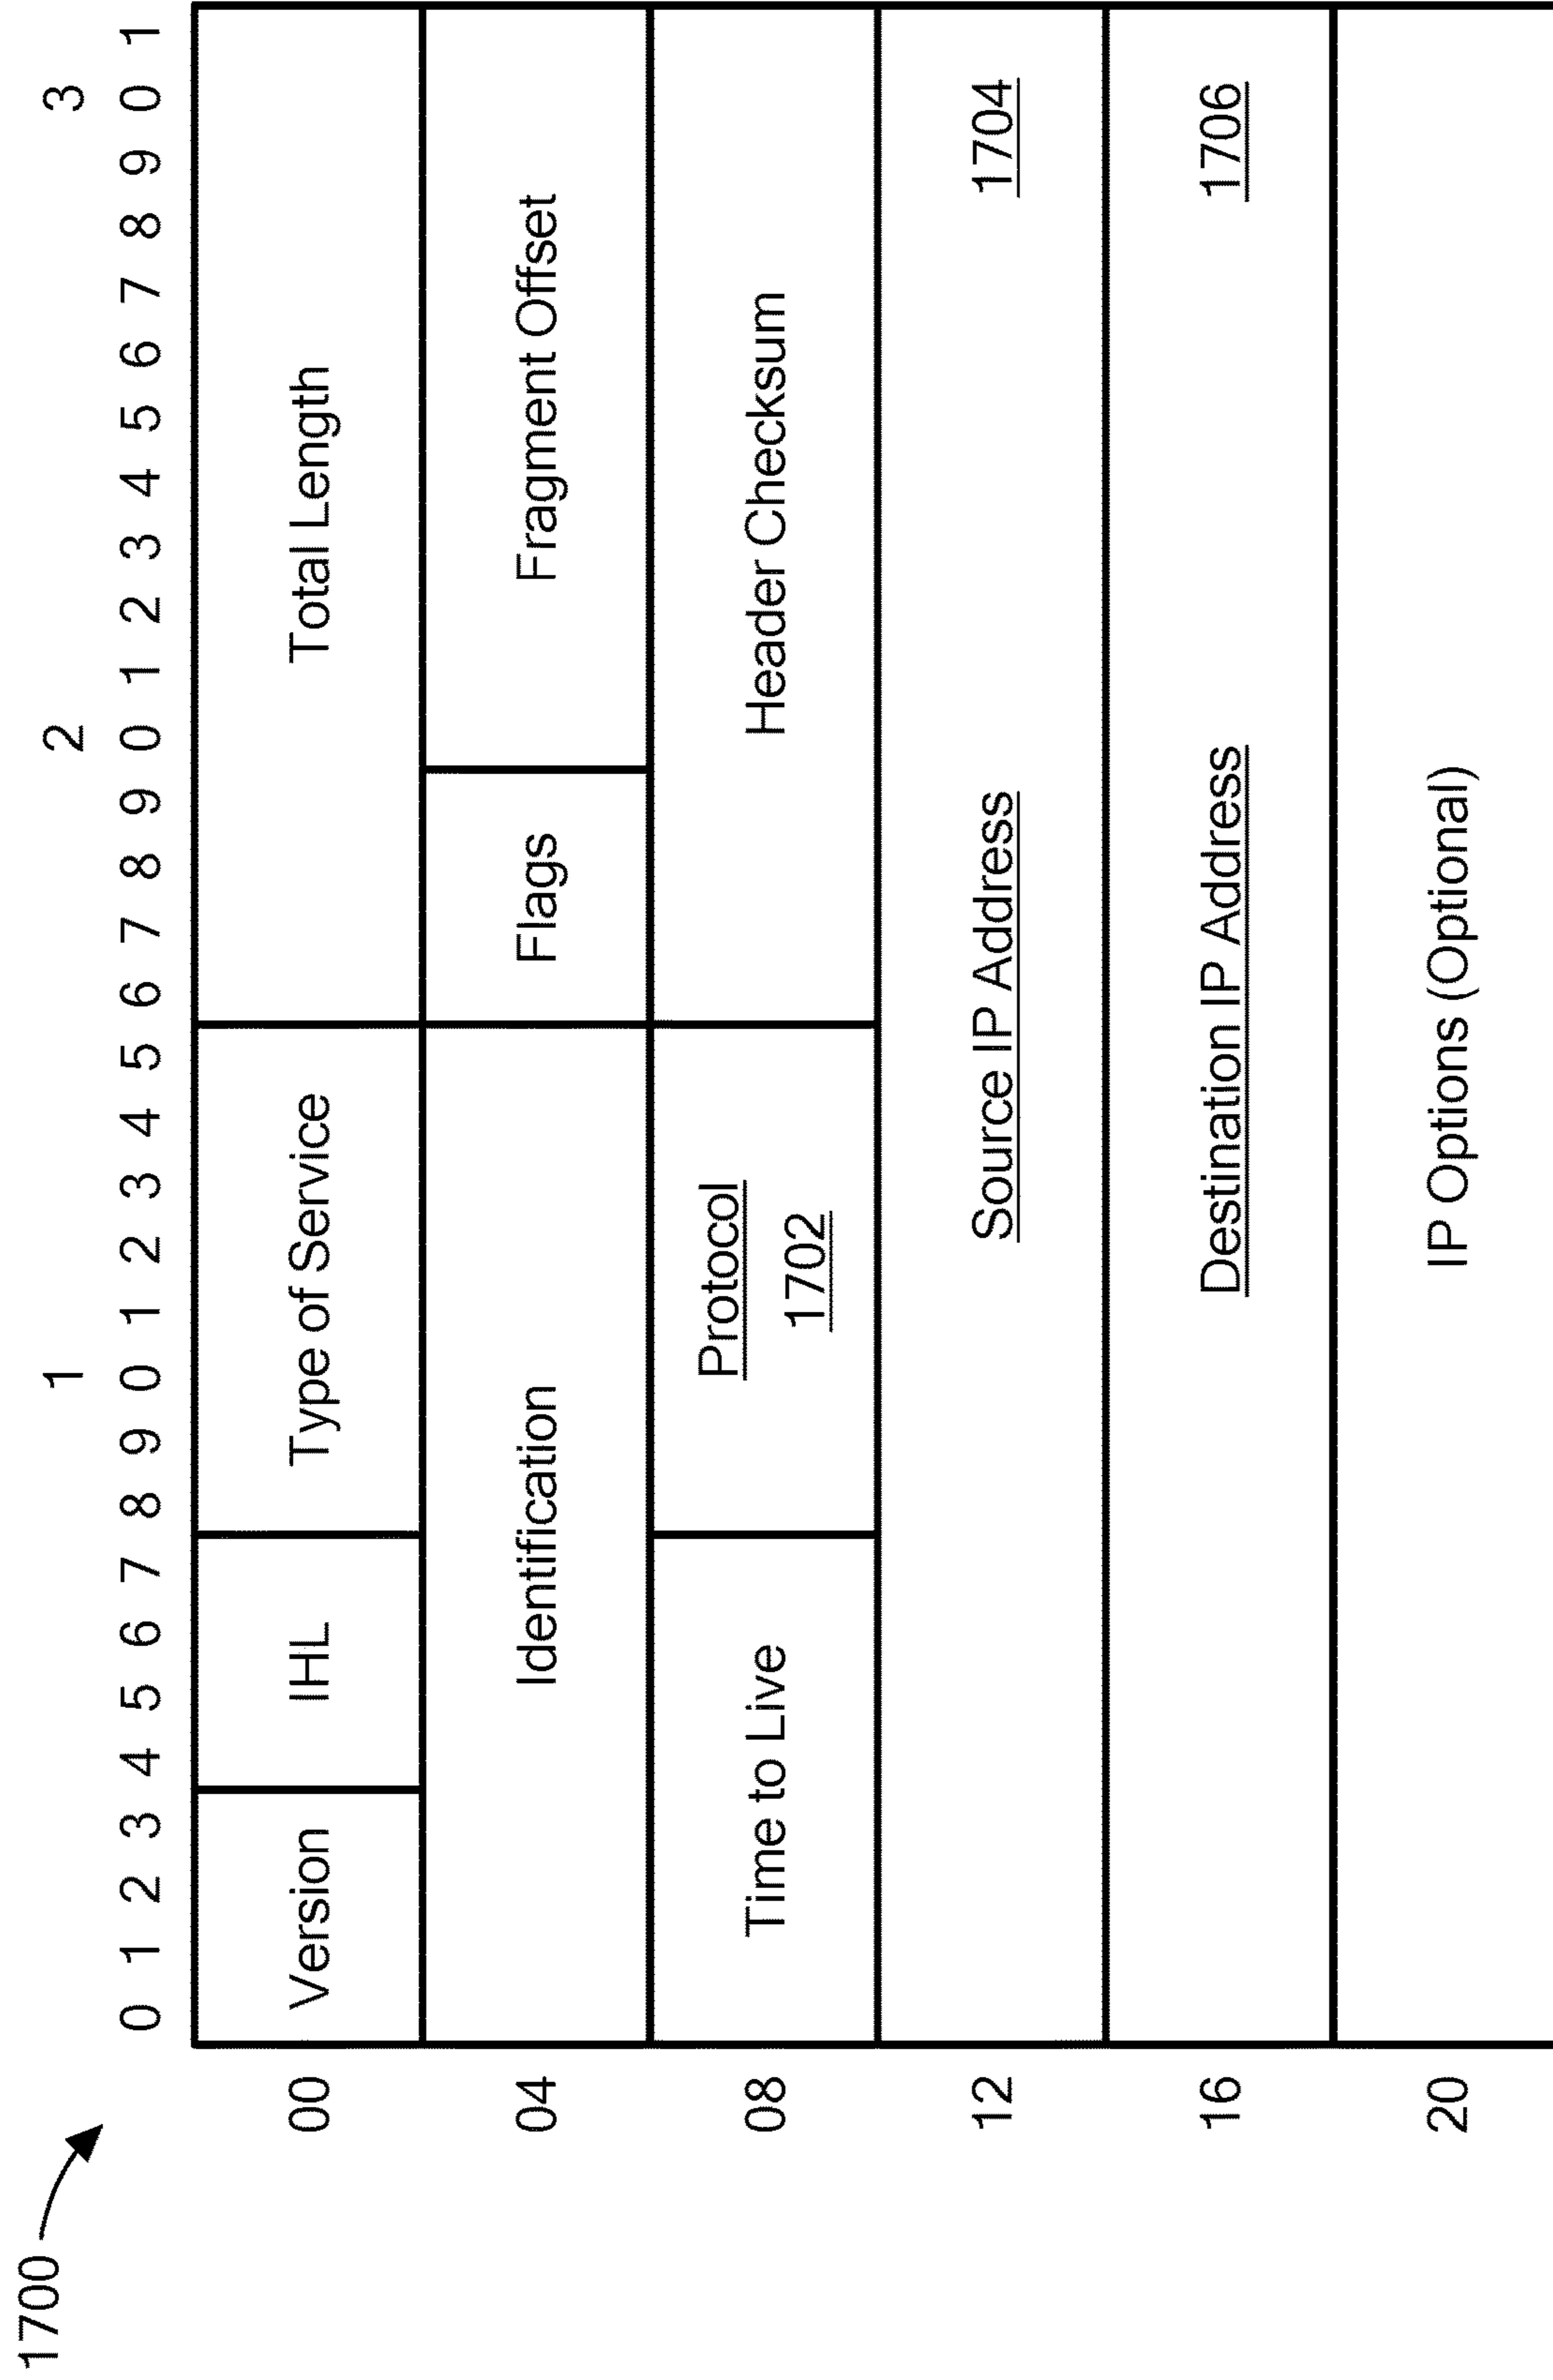 1700
1 2 3
0 1 2 3 4 5 6 7 8 9 0 1 2 3 4 5 6 7 8 9 0 1 2 3 4 5 6 7 8 9 0 1
00 Version IHL Type of Service Total Length
04 Identification Flags Fragment Offset
08 Time to Live Protocol 1702 Header Checksum
12 Source IP Address 1704
16 Destination IP Address 1706
20 IP Options (Optional)